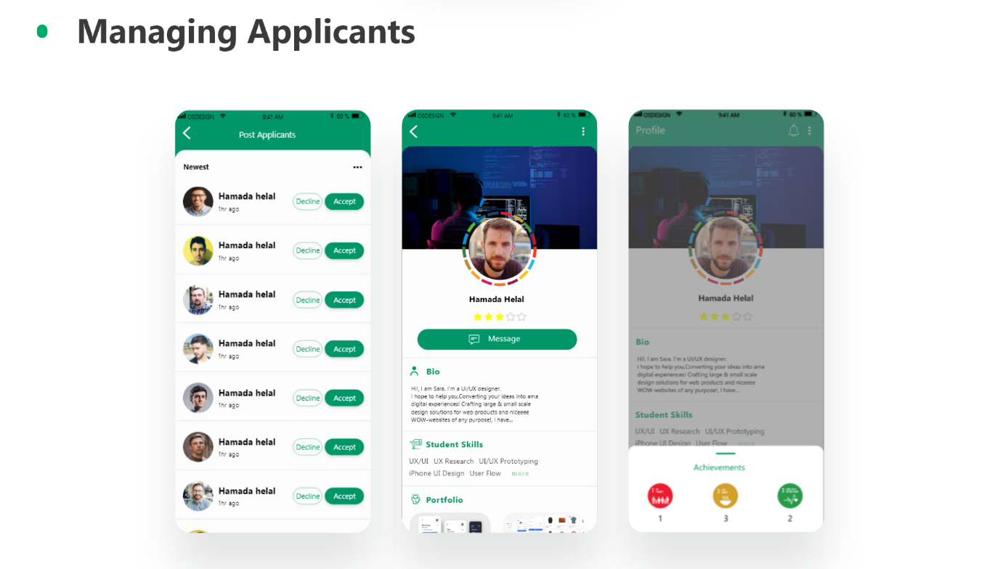 Managing Applicants
OSDESIGN 9:41 AM 60 %
Post Applicants
Newest
Hamada helal
1hr ago
Decline Accept
Hamada helal
1hr ago
Decline Accept
Hamada helal
1hr ago
Decline Accept
Hamada helal
1hr ago
Decline Accept
Hamada helal
1hr ago
Decline Accept
Hamada helal
1hr ago
Decline Accept
Hamada helal
1hr ago
Decline Accept
OSDESIGN 9:41 AM 60 %
Hamada Helal
Message
Bio
Hi!, I am Sara. I'm a UI/UX designer.
I hope to help you,Converting your ideas into ama
digital experiences! Crafting large & small scale
design solutions for web products and niceeee
WOW-websites of any purpose!, I have...
Student Skills
UX/UI UX Research UI/UX Prototyping
iPhone UI Design User Flow more
Portfolio
OSDESIGN 9:41 AM 60 %
Profile
Hamada Helal
Bio
Hi!, I am Sara. I'm a UI/UX designer.
I hope to help you,Converting your ideas into ama
digital experiences! Crafting large & small scale
design solutions for web products and niceeee
WOW-websites of any purpose!, I have...
Student Skills
UX/UI UX Research UI/UX Prototyping
iPhone UI Design User Flow more
Achievements
1 2 3
1 3 2